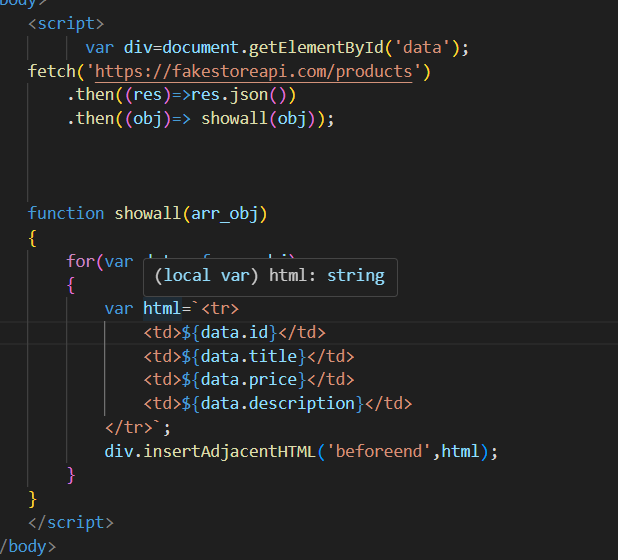 body>
<script>
var div=document.getElementById('data');
fetch('https://fakestoreapi.com/products')
.then((res)=>res.json())
.then((obj)=> showall(obj));
function showall(arr_obj)
{
for(var
(local var) html: string
{
var html=`<tr>
<td>${data.id}</td>
<td>${data.title}</td>
<td>${data.price}</td>
<td>${data.description}</td>
</tr>`;
div.insertAdjacentHTML('beforeend',html);
}
}
</script>
/body>